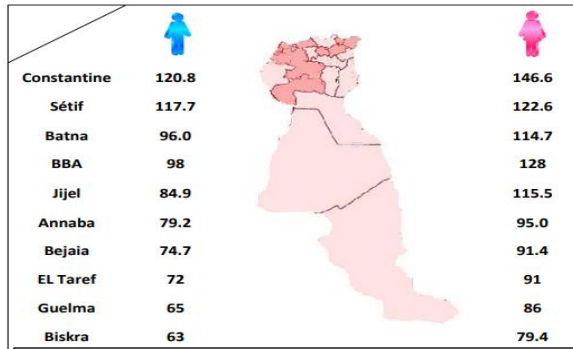 Constantine 120.8 146.6
Sétif 117.7 122.6
Batna 96.0 114.7
BBA 98 128
Jijel 84.9 115.5
Annaba 79.2 95.0
Bejaia 74.7 91.4
EL Taref 72 91
Guelma 65 86
Biskra 63 79.4